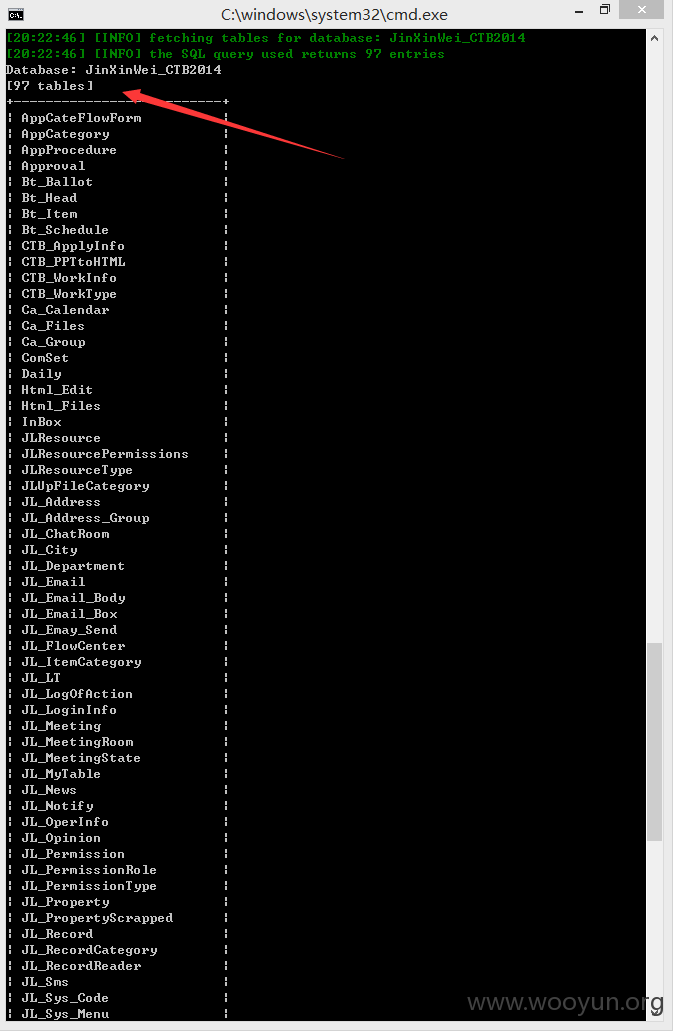 C:\windows\system32\cmd.exe
[20:22:46] [INFO] fetching tables for database: JinXinWei_CTB2014
[20:22:46] [INFO] the SQL query used returns 97 entries
Database: JinXinWei_CTB2014
[97 tables]
+--------------------------+
¦ AppCateFlowForm ¦
¦ AppCategory ¦
¦ AppProcedure ¦
¦ Approval ¦
¦ Bt_Ballot ¦
¦ Bt_Head ¦
¦ Bt_Item ¦
¦ Bt_Schedule ¦
¦ CTB_ApplyInfo ¦
¦ CTB_PPTtoHTML ¦
¦ CTB_WorkInfo ¦
¦ CTB_WorkType ¦
¦ Ca_Calendar ¦
¦ Ca_Files ¦
¦ Ca_Group ¦
¦ ComSet ¦
¦ Daily ¦
¦ Html_Edit ¦
¦ Html_Files ¦
¦ InBox ¦
¦ JLResource ¦
¦ JLResourcePermissions ¦
¦ JLResourceType ¦
¦ JLUpFileCategory ¦
¦ JL_Address ¦
¦ JL_Address_Group ¦
¦ JL_ChatRoom ¦
¦ JL_City ¦
¦ JL_Department ¦
¦ JL_Email ¦
¦ JL_Email_Body ¦
¦ JL_Email_Box ¦
¦ JL_Emay_Send ¦
¦ JL_FlowCenter ¦
¦ JL_ItemCategory ¦
¦ JL_LT ¦
¦ JL_LogOfAction ¦
¦ JL_LoginInfo ¦
¦ JL_Meeting ¦
¦ JL_MeetingRoom ¦
¦ JL_MeetingState ¦
¦ JL_MyTable ¦
¦ JL_News ¦
¦ JL_Notify ¦
¦ JL_OperInfo ¦
¦ JL_Opinion ¦
¦ JL_Permission ¦
¦ JL_PermissionRole ¦
¦ JL_PermissionType ¦
¦ JL_Property ¦
¦ JL_PropertyScrapped ¦
¦ JL_Record ¦
¦ JL_RecordCategory ¦
¦ JL_RecordReader ¦
¦ JL_Sms ¦
¦ JL_Sys_Code ¦
¦ JL_Sys_Menu ¦
www.wooyun.org